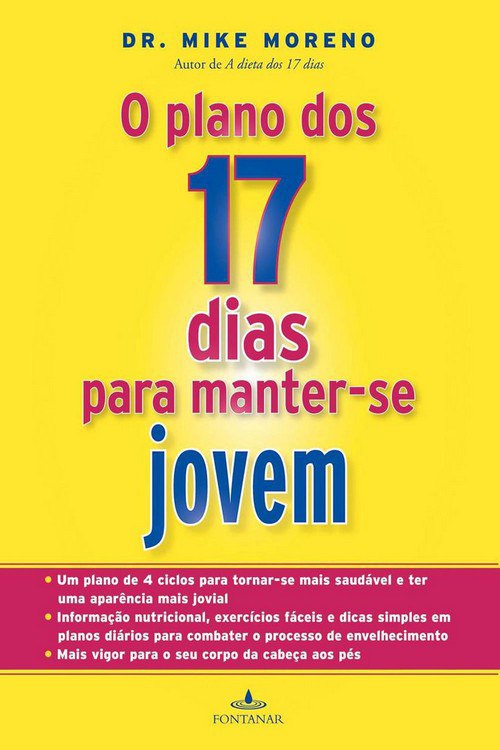 DR. MIKE MORENO
Autor de A dieta dos 17 dias
O plano dos
17
dias
para manter-se
jovem
• Um plano de 4 ciclos para tornar-se mais saudável e ter
uma aparência mais jovial
• Informação nutricional, exercícios fáceis e dicas simples em
planos diários para combater o processo de envelhecimento
• Mais vigor para o seu corpo da cabeça aos pés
FONTANAR